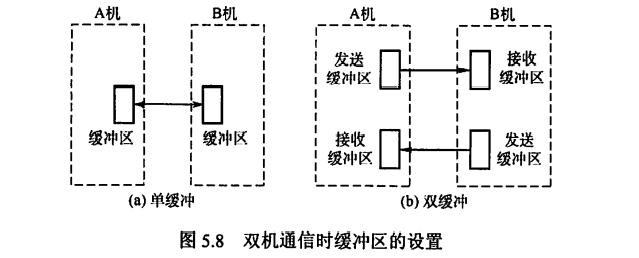 A机 B机 A机 B机
缓冲区 缓冲区
发送
缓冲区
接收
缓冲区
接收
缓冲区
发送
缓冲区
(a) 单缓冲 (b) 双缓冲
图 5.8 双机通信时缓冲区的设置